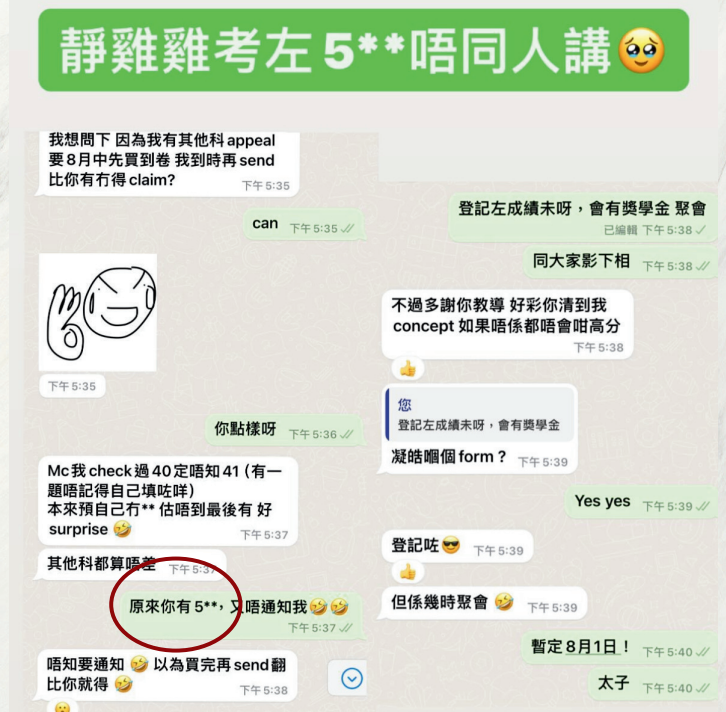 靜雞雞考左 5**唔同人講🥹
我想問下 因為我有其他科 appeal
要 8月中先買到卷 我到時再 send
比你有冇得 claim?
下午 5:35
can 下午 5:35
下午 5:35
你點樣呀 下午 5:36
Mc我 check 過 40 定唔知 41（有一
題唔記得自己填咗咩）
本來預自己冇** 估唔到最後有 好
surprise 🤣
下午 5:37
其他科都算唔差 下午 5:37
原來你有 5**，又唔通知我🤣🤣
下午 5:37
唔知要通知 🤣 以為買完再 send 翻
比你就得 🤣
下午 5:38
登記左成績未呀，會有獎學金 聚會
已編輯 下午 5:38
同大家影下相 下午 5:38
不過多謝你教導 好彩你清到我
concept 如果唔係都唔會咁高分
下午 5:38
👍
您
登記左成績未呀，會有獎學金
凝皓嗰個 form？ 下午 5:39
Yes yes 下午 5:39
登記咗😎 下午 5:39
👍
但係幾時聚會 🤣 下午 5:39
暫定 8月1日！ 下午 5:40
太子 下午 5:40